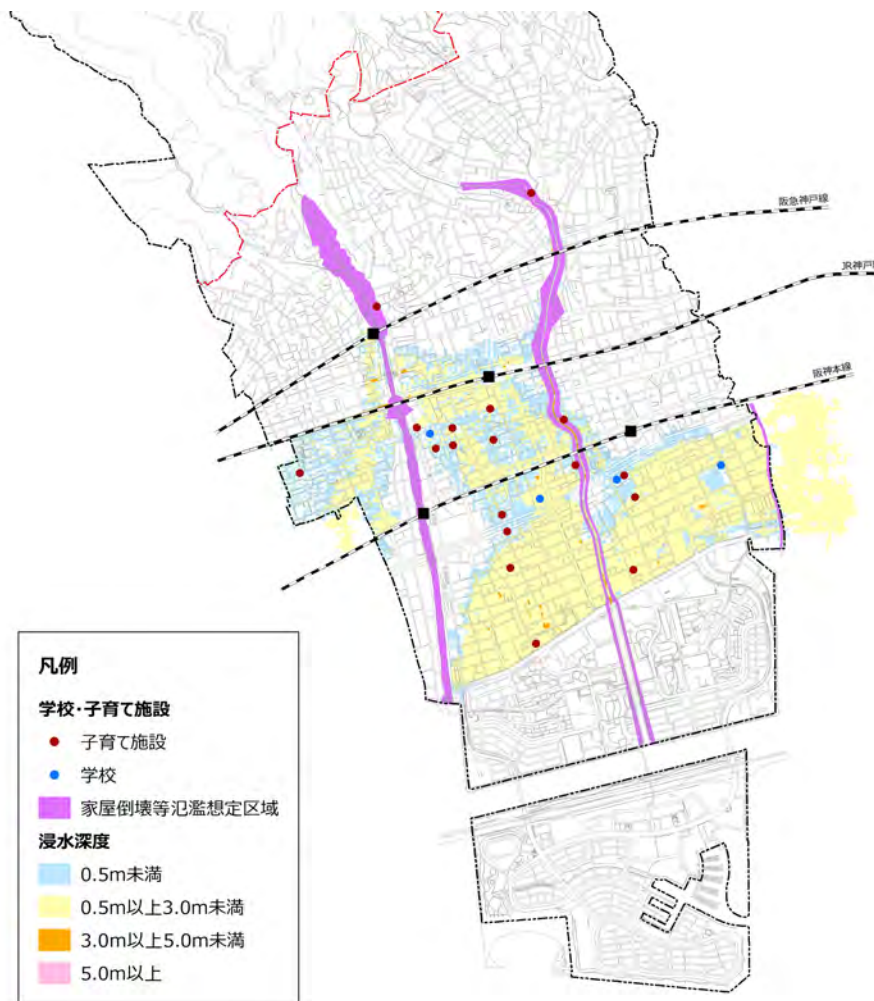 阪急神戸線
JR神戸
阪神本線
凡例
学校・子育て施設
子育て施設
学校
家屋倒壊等氾濫想定区域
浸水深度
0.5m未満
0.5m以上3.0m未満
3.0m以上5.0m未満
5.0m以上